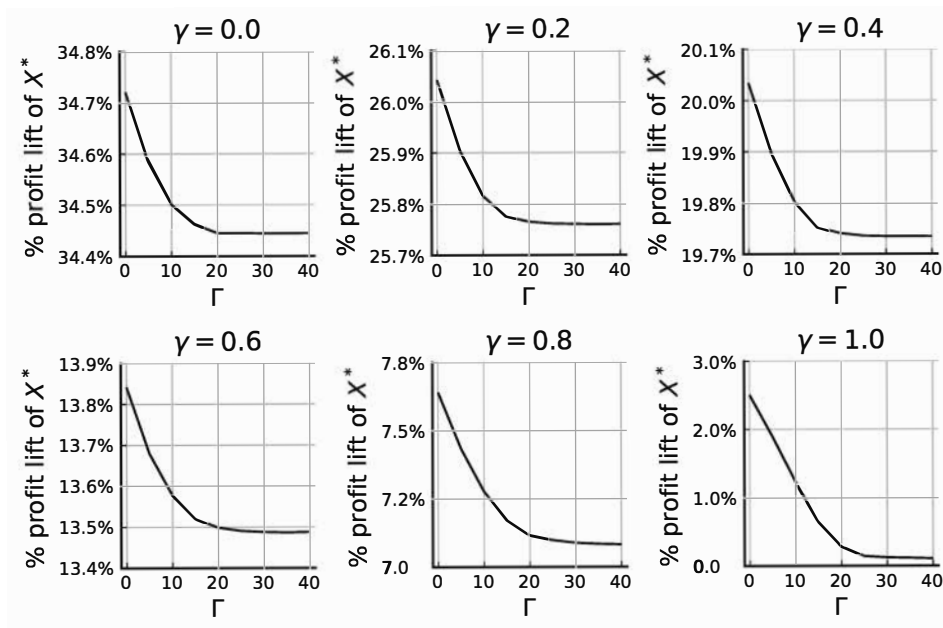 γ = 0.0
% profit lift of X*
34.8%
34.7%
34.6%
34.5%
34.4%
0 10 20 30 40
Γ
γ = 0.2
% profit lift of X*
26.1%
26.0%
25.9%
25.8%
25.7%
0 10 20 30 40
Γ
γ = 0.4
% profit lift of X*
20.1%
20.0%
19.9%
19.8%
19.7%
0 10 20 30 40
Γ
γ = 0.6
% profit lift of X*
13.9%
13.8%
13.7%
13.6%
13.5%
13.4%
0 10 20 30 40
Γ
γ = 0.8
% profit lift of X*
7.8%
7.5%
7.2%
7.0
0 10 20 30 40
Γ
γ = 1.0
% profit lift of X*
3.0%
2.0%
1.0%
0.0
0 10 20 30 40
Γ